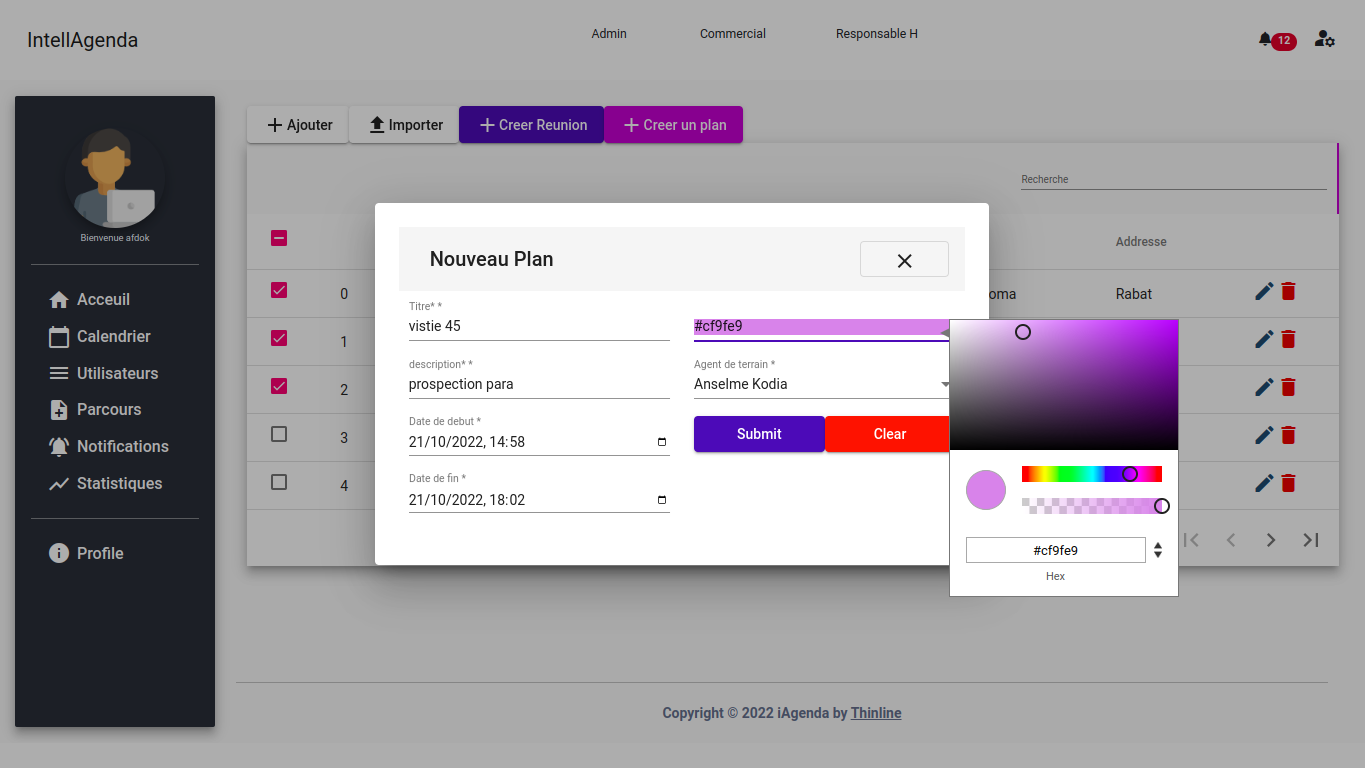 IntellAgenda
Admin Commercial Responsable H
12
Bienvenue afdok
Acceuil
Calendrier
Utilisateurs
Parcours
Notifications
Statistiques
Profile
Ajouter Importer Creer Reunion Creer un plan
Recherche
Addresse
0 oma Rabat
1
2
3
4
Nouveau Plan
Titre* *
vistie 45
#cf9fe9
description* *
prospection para
Agent de terrain *
Anselme Kodia
Date de debut *
21/10/2022, 14:58
Submit Clear
Date de fin *
21/10/2022, 18:02
#cf9fe9
Hex
Copyright © 2022 iAgenda by Thinline